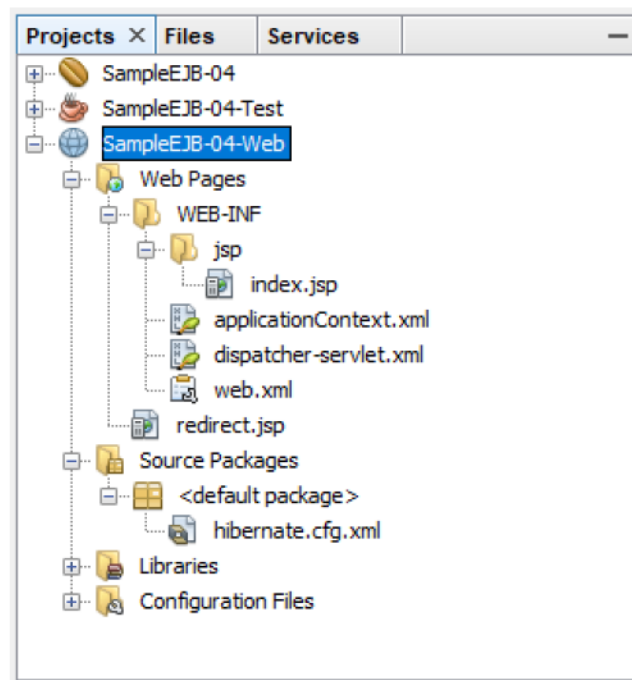 Projects Files Services
SampleEJB-04
SampleEJB-04-Test
SampleEJB-04-Web
Web Pages
WEB-INF
jsp
index.jsp
applicationContext.xml
dispatcher-servlet.xml
web.xml
redirect.jsp
Source Packages
<default package>
hibernate.cfg.xml
Libraries
Configuration Files